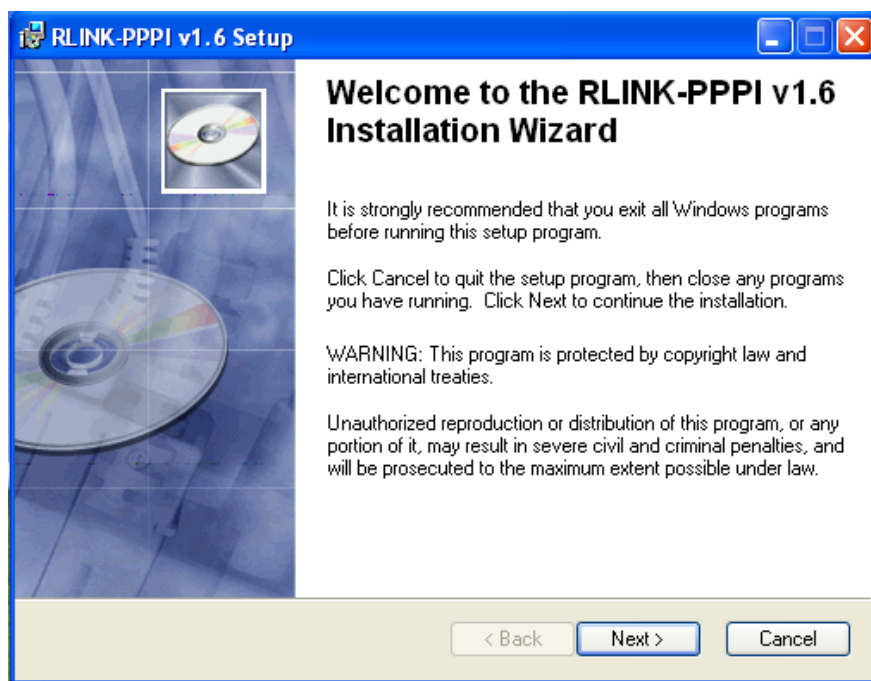 RLINK-PPPI v1.6 Setup
Welcome to the RLINK-PPPI v1.6
Installation Wizard
It is strongly recommended that you exit all Windows programs
before running this setup program.
Click Cancel to quit the setup program, then close any programs
you have running.  Click Next to continue the installation.
WARNING: This program is protected by copyright law and
international treaties.
Unauthorized reproduction or distribution of this program, or any
portion of it, may result in severe civil and criminal penalties, and
will be prosecuted to the maximum extent possible under law.
< Back Next > Cancel